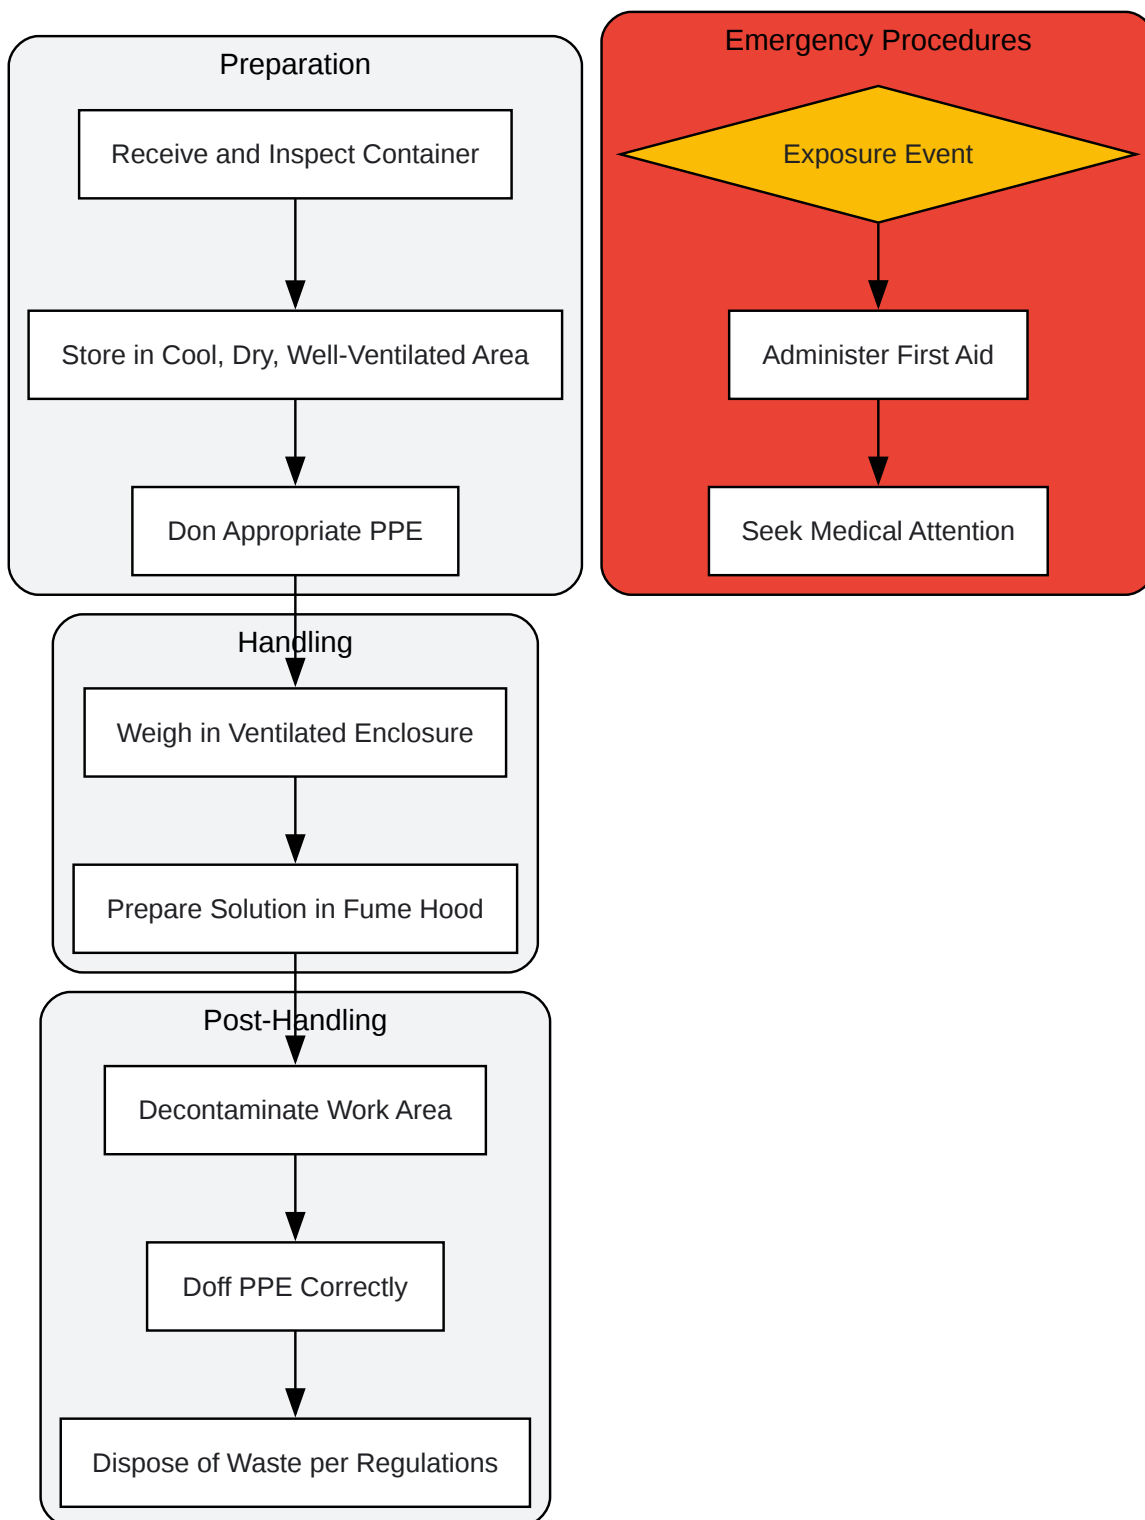 Preparation
Receive and Inspect Container
Store in Cool, Dry, Well-Ventilated Area
Don Appropriate PPE
Handling
Weigh in Ventilated Enclosure
Prepare Solution in Fume Hood
Post-Handling
Decontaminate Work Area
Doff PPE Correctly
Dispose of Waste per Regulations
Emergency Procedures
Exposure Event
Administer First Aid
Seek Medical Attention